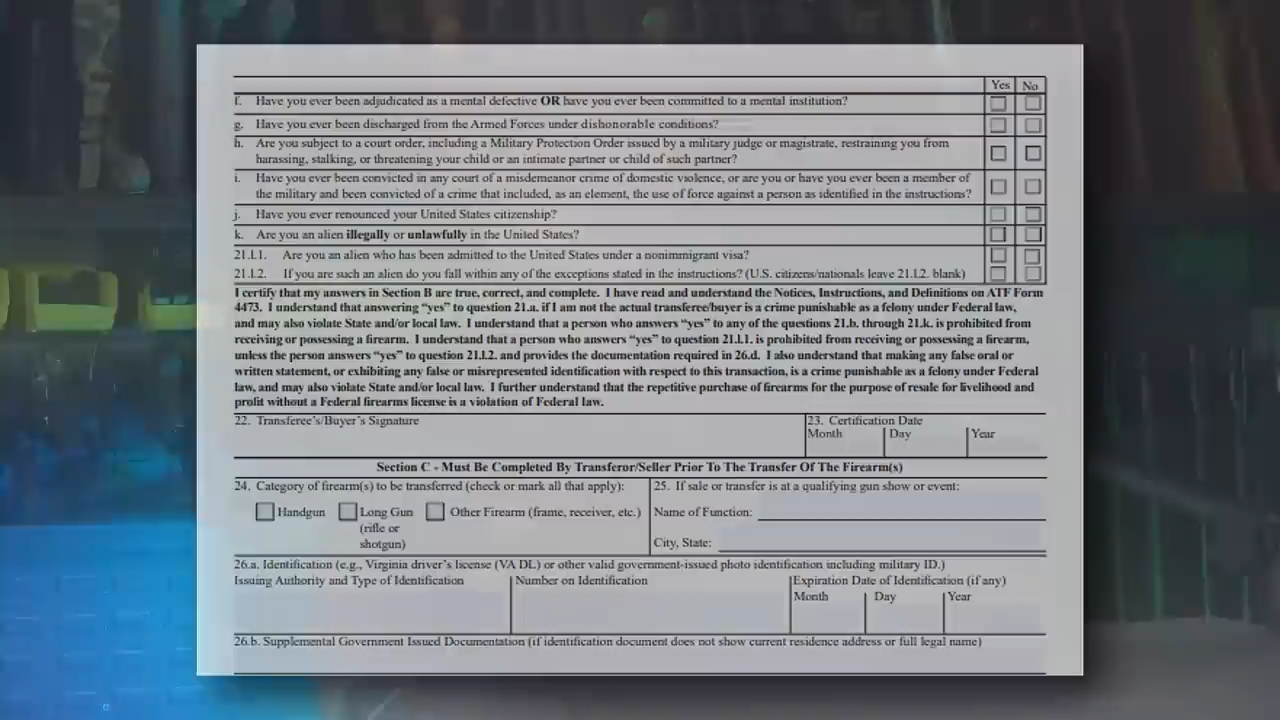 Yes No
f. Have you ever been adjudicated as a mental defective OR have you ever been committed to a mental institution?
g. Have you ever been discharged from the Armed Forces under dishonorable conditions?
h. Are you subject to a court order, including a Military Protection Order issued by a military judge or magistrate, restraining you from
harassing, stalking, or threatening your child or an intimate partner or child of such partner?
i. Have you ever been convicted in any court of a misdemeanor crime of domestic violence, or are you or have you ever been a member of
the military and been convicted of a crime that included, as an element, the use of force against a person as identified in the instructions?
j. Have you ever renounced your United States citizenship?
k. Are you an alien illegally or unlawfully in the United States?
21.l.1. Are you an alien who has been admitted to the United States under a nonimmigrant visa?
21.l.2. If you are such an alien do you fall within any of the exceptions stated in the instructions? (U.S. citizens/nationals leave 21.l.2. blank)
I certify that my answers in Section B are true, correct, and complete. I have read and understand the Notices, Instructions, and Definitions on ATF Form
4473. I understand that answering “yes” to question 21.a. if I am not the actual transferee/buyer is a crime punishable as a felony under Federal law,
and may also violate State and/or local law. I understand that a person who answers “yes” to any of the questions 21.b. through 21.k. is prohibited from
receiving or possessing a firearm. I understand that a person who answers “yes” to question 21.l.1. is prohibited from receiving or possessing a firearm,
unless the person answers “yes” to question 21.l.2. and provides the documentation required in 26.d. I also understand that making any false oral or
written statement, or exhibiting any false or misrepresented identification with respect to this transaction, is a crime punishable as a felony under Federal
law, and may also violate State and/or local law. I further understand that the repetitive purchase of firearms for the purpose of resale for livelihood and
profit without a Federal firearms license is a violation of Federal law.
22. Transferee’s/Buyer’s Signature 23. Certification Date
Month Day Year
Section C - Must Be Completed By Transferor/Seller Prior To The Transfer Of The Firearm(s)
24. Category of firearm(s) to be transferred (check or mark all that apply): 25. If sale or transfer is at a qualifying gun show or event:
Handgun Long Gun Other Firearm (frame, receiver, etc.) Name of Function:
(rifle or
shotgun) City, State:
26.a. Identification (e.g., Virginia driver’s license (VA DL) or other valid government-issued photo identification including military ID.)
Issuing Authority and Type of Identification Number on Identification Expiration Date of Identification (if any)
Month Day Year
26.b. Supplemental Government Issued Documentation (if identification document does not show current residence address or full legal name)